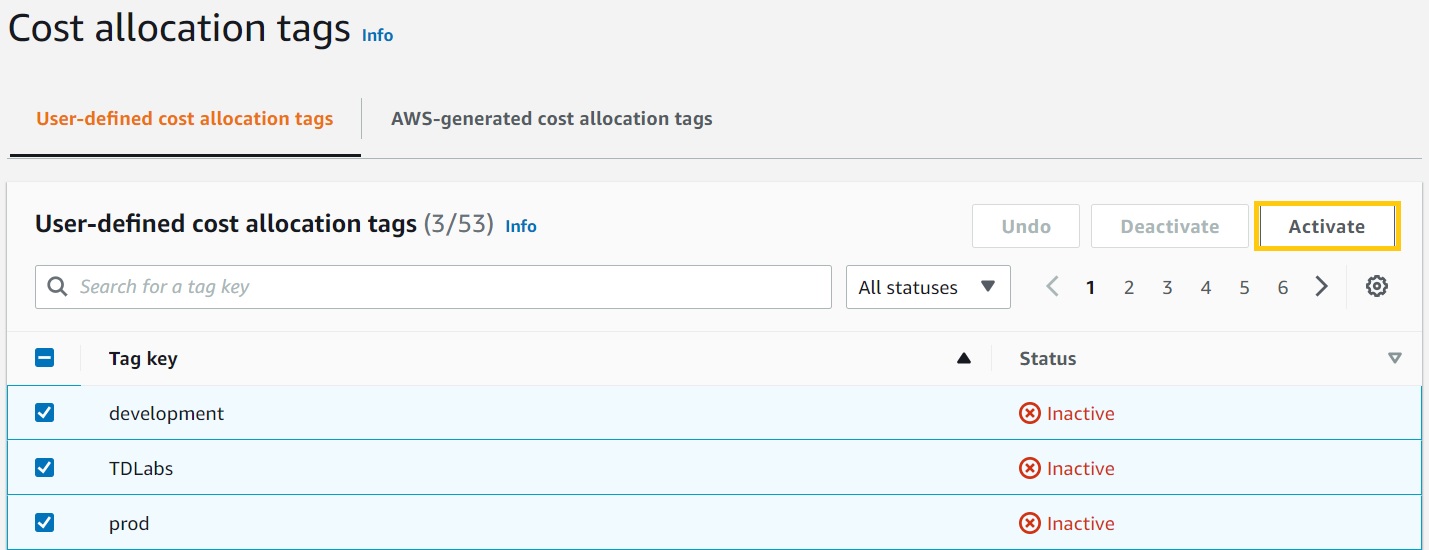 Cost allocation tags Info
User-defined cost allocation tags AWS-generated cost allocation tags
User-defined cost allocation tags (3/53) Info Undo Deactivate Activate
Search for a tag key All statuses 1 2 3 4 5 6
Tag key Status
development Inactive
TDLabs Inactive
prod Inactive